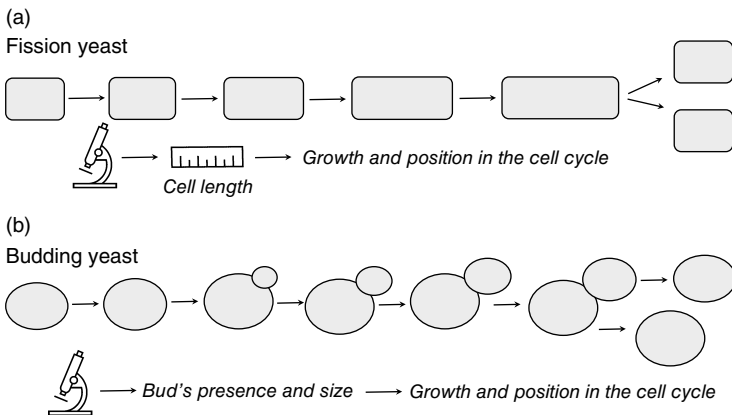 (a)
Fission yeast
Growth and position in the cell cycle
Cell length
(b)
Budding yeast
Bud's presence and size
Growth and position in the cell cycle